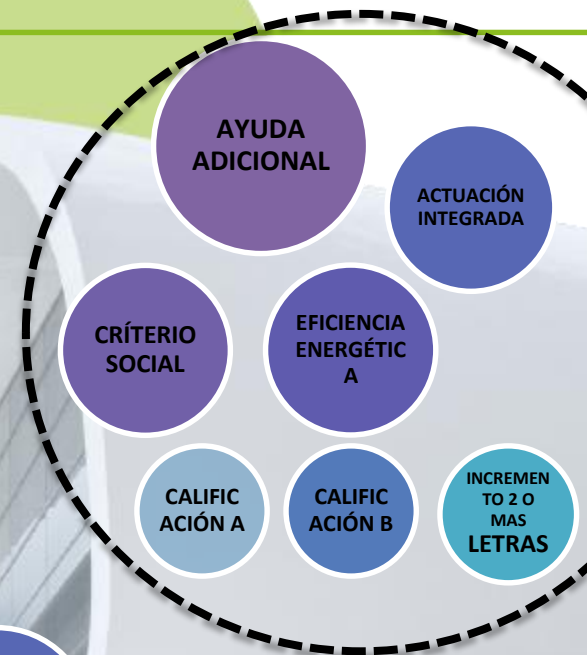 AYUDA
ADICIONAL
ACTUACIÓN
INTEGRADA
CRÍTERIO
SOCIAL
EFICIENCIA
ENERGÉTIC
A
CALIFIC
ACIÓN A
CALIFIC
ACIÓN B
INCREMEN
TO 2 O
MAS
LETRAS